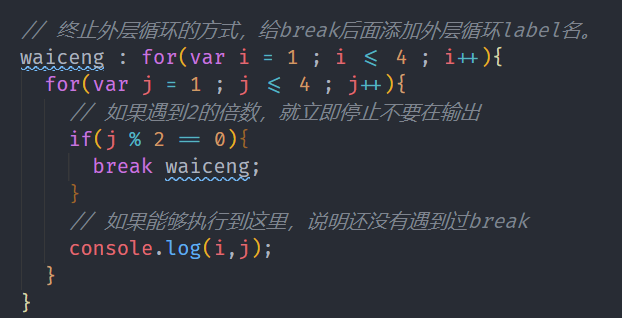 // 终止外层循环的方式，给break后面添加外层循环label名。
waiceng : for(var i = 1 ; i <= 4 ; i++){
  for(var j = 1 ; j <= 4 ; j++){
    // 如果遇到2的倍数，就立即停止不要在输出
    if(j % 2 == 0){
      break waiceng;
    }
    // 如果能够执行到这里，说明还没有遇到过break
    console.log(i,j);
  }
}